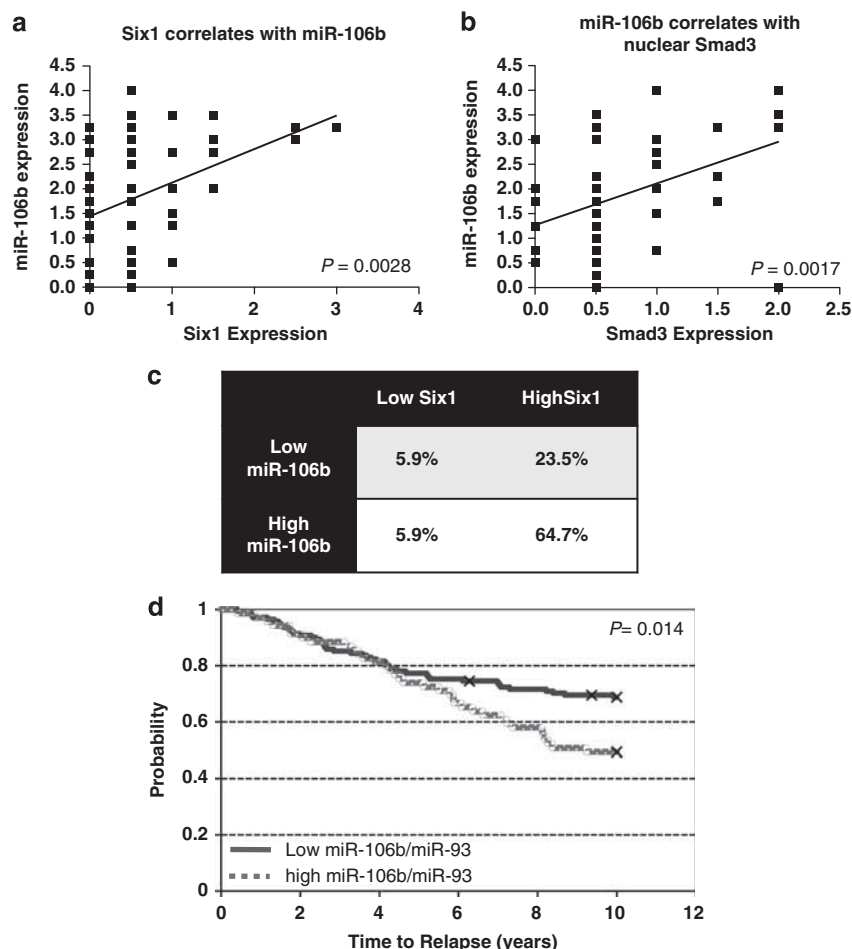 a
Six1 correlates with miR-106b
miR-106b expression
4.5
4.0
3.5
3.0
2.5
2.0
1.5
1.0
0.5
0.0
P = 0.0028
0 1 2 3 4
Six1 Expression
b
miR-106b correlates with
nuclear Smad3
miR-106b expression
4.5
4.0
3.5
3.0
2.5
2.0
1.5
1.0
0.5
0.0
P = 0.0017
0.0 0.5 1.0 1.5 2.0 2.5
Smad3 Expression
c
Low Six1 HighSix1
Low
miR-106b
5.9% 23.5%
High
miR-106b
5.9% 64.7%
d
Probability
1
0.8
0.6
0.4
0.2
0
P= 0.014
Low miR-106b/miR-93
high miR-106b/miR-93
0 2 4 6 8 10 12
Time to Relapse (years)